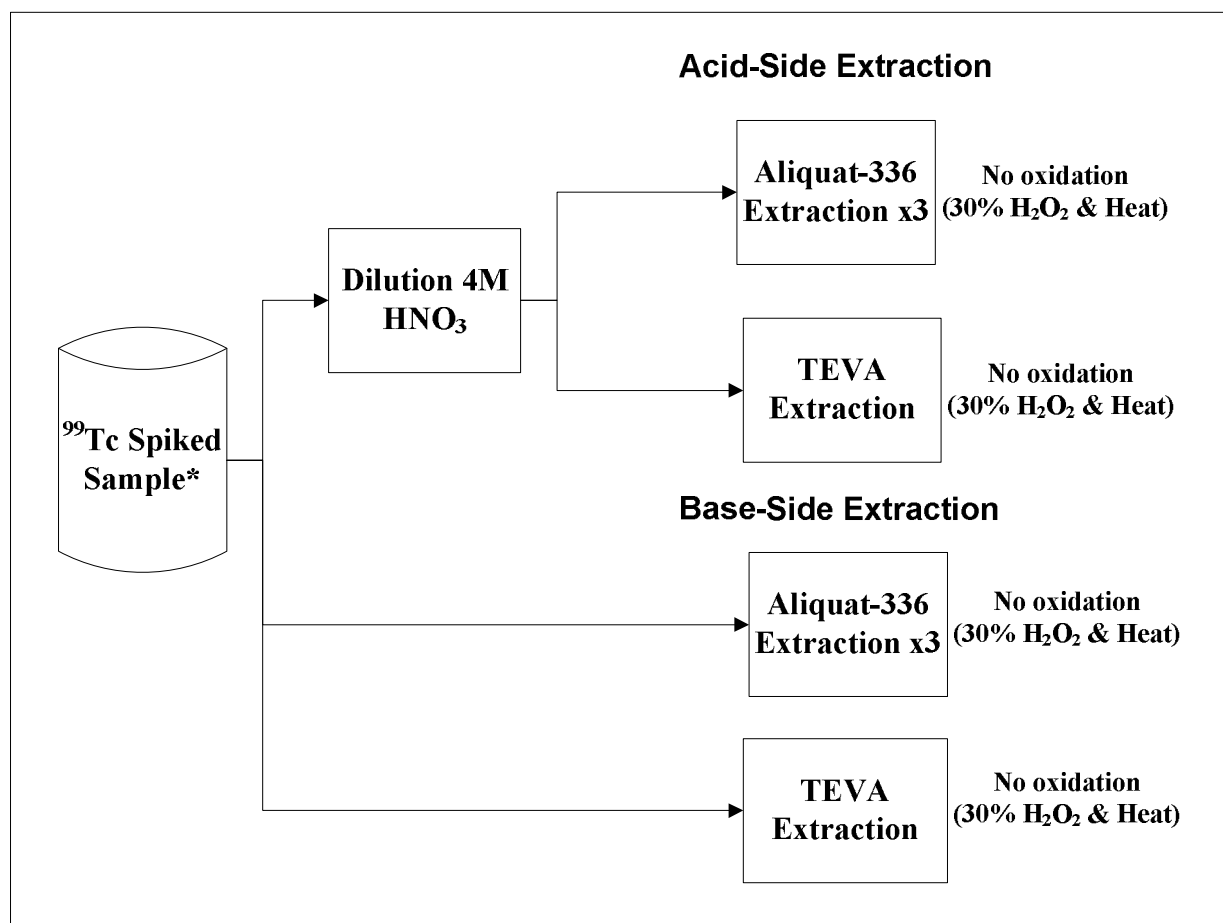 Acid-Side Extraction
Aliquat-336
Extraction x3
No oxidation
(30% H₂O₂ & Heat)
Dilution 4M
HNO₃
TEVA
Extraction
No oxidation
(30% H₂O₂ & Heat)
⁹⁹Tc Spiked
Sample*
Base-Side Extraction
Aliquat-336
Extraction x3
No oxidation
(30% H₂O₂ & Heat)
TEVA
Extraction
No oxidation
(30% H₂O₂ & Heat)